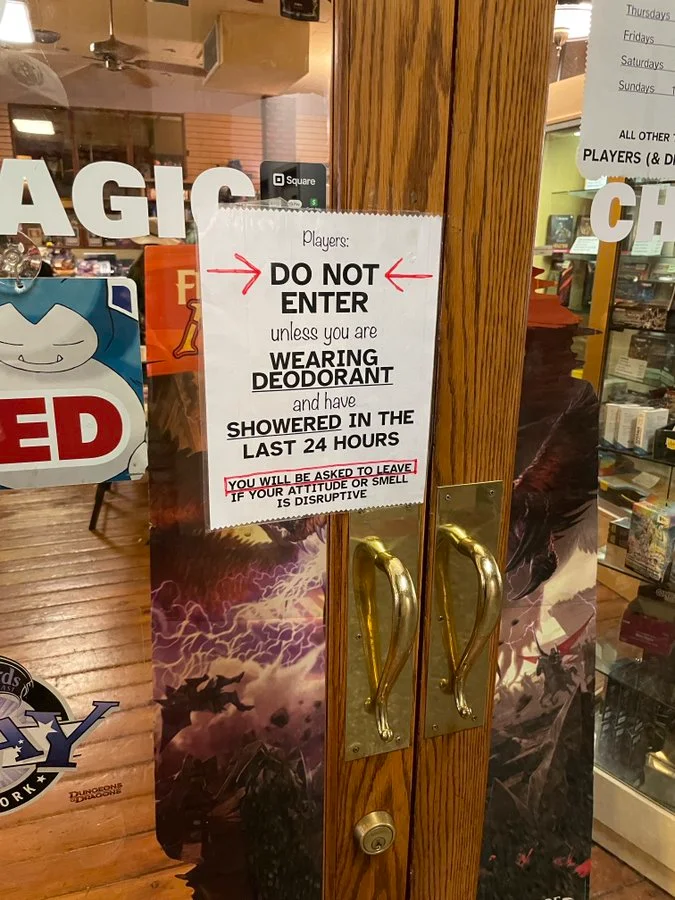 Thursdays
Fridays
Saturdays
Sundays
ALL OTHER
PLAYERS (& D
AGIC
Square
CH
Players:
DO NOT
ENTER
unless you are
WEARING
DEODORANT
and have
SHOWERED IN THE
LAST 24 HOURS
YOU WILL BE ASKED TO LEAVE
IF YOUR ATTITUDE OR SMELL
IS DISRUPTIVE
ED
AY
ORK
DUNGEONS
& DRAGONS